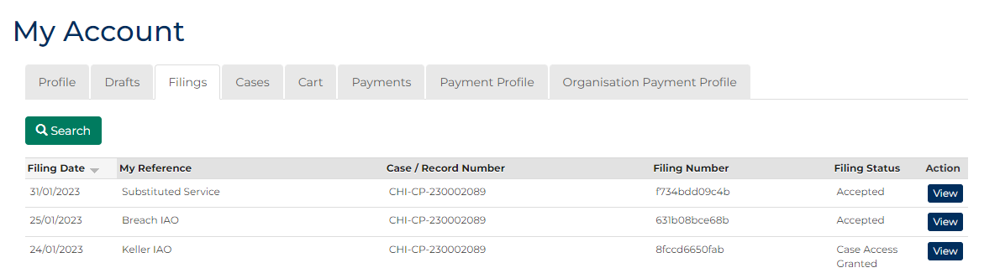 My Account
Profile Drafts Filings Cases Cart Payments Payment Profile Organisation Payment Profile
Search
Filing Date My Reference Case / Record Number Filing Number Filing Status Action
31/01/2023 Substituted Service CHI-CP-230002089 f734bdd09c4b Accepted View
25/01/2023 Breach IAO CHI-CP-230002089 631b08bce68b Accepted View
24/01/2023 Keller IAO CHI-CP-230002089 8fccd6650fab Case Access View
Granted